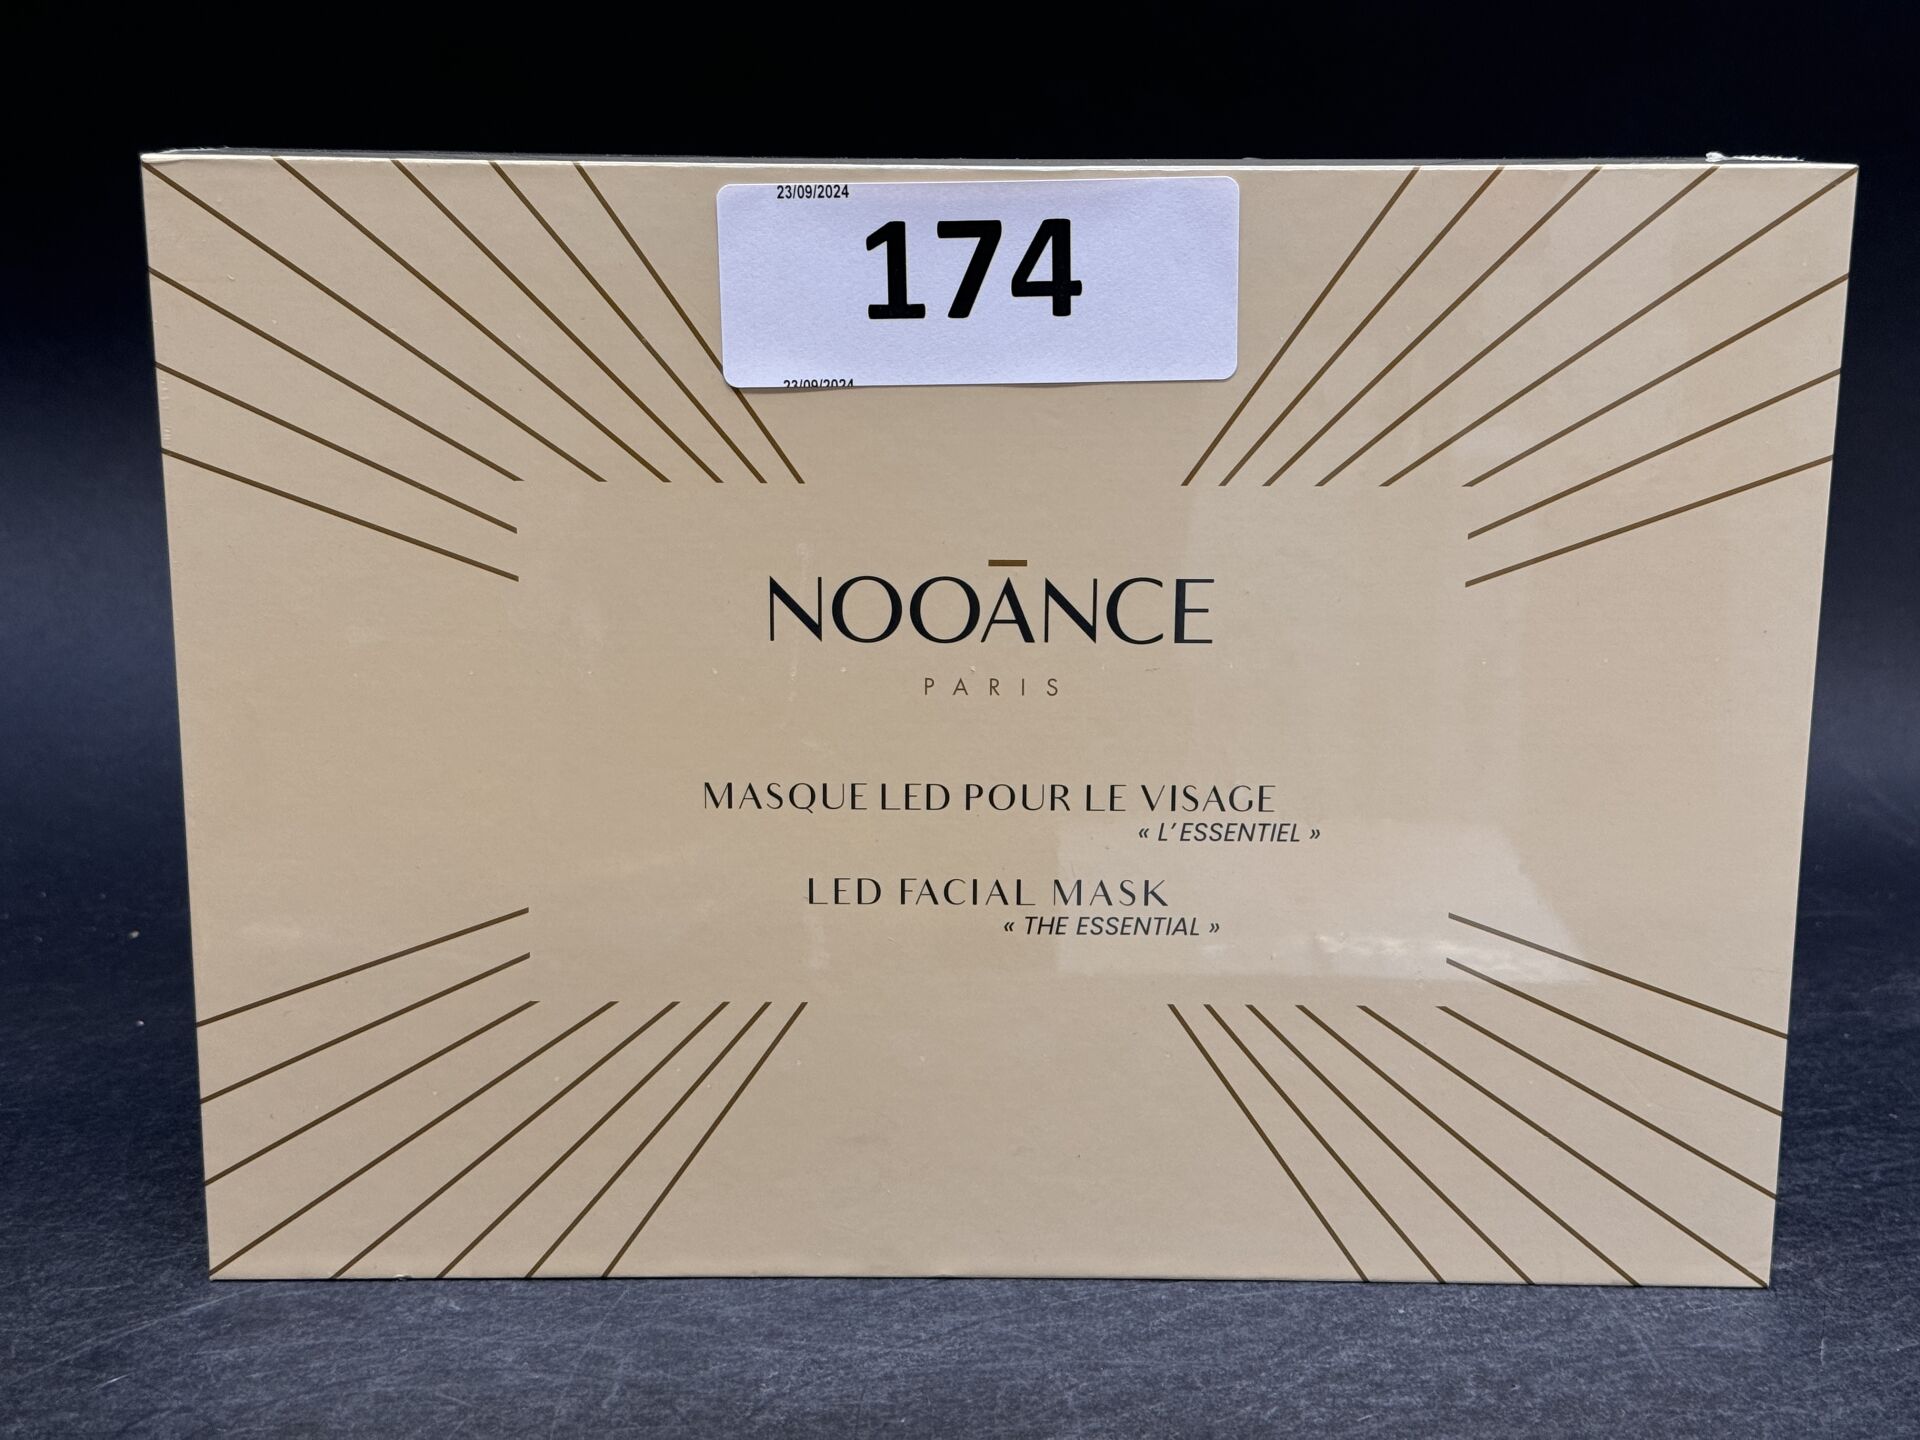 23/09/2024
174
23/09/2024
NOOĀNCE
PARIS
MASQUE LED POUR LE VISAGE
« L'ESSENTIEL »
LED FACIAL MASK
« THE ESSENTIAL »